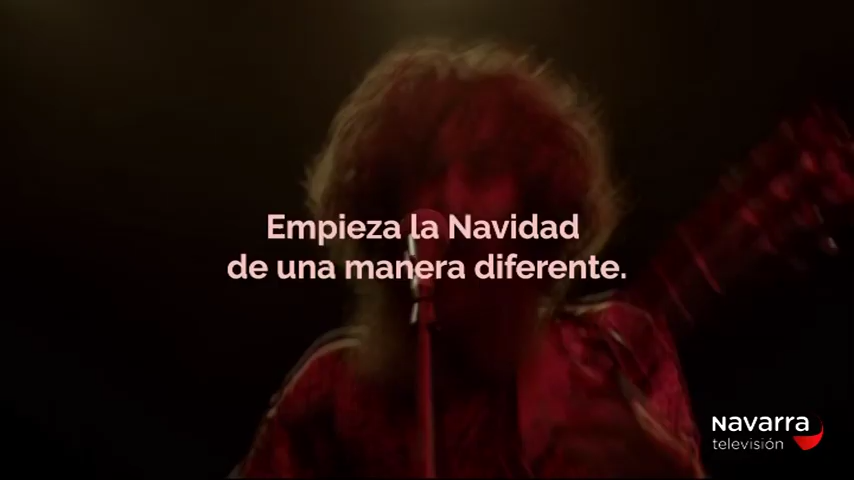 Empieza la Navidad
de una manera diferente.
Navarra
televisión